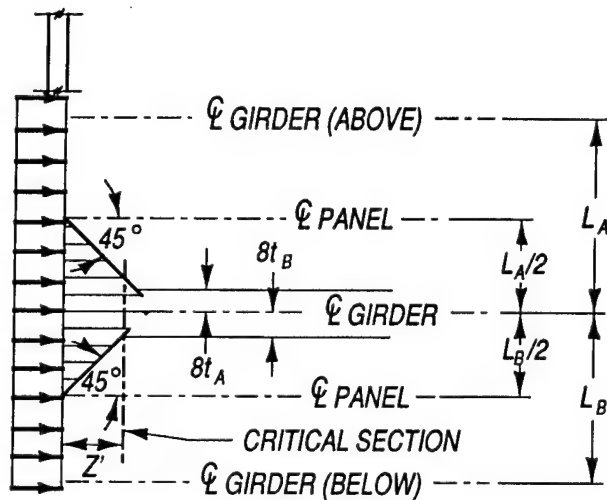 ℄ GIRDER (ABOVE)
℄ PANEL
45°
8t_B
L_A/2
L_A
℄ GIRDER
8t_A
L_B/2
45°
℄ PANEL
L_B
Z'
CRITICAL SECTION
℄ GIRDER (BELOW)